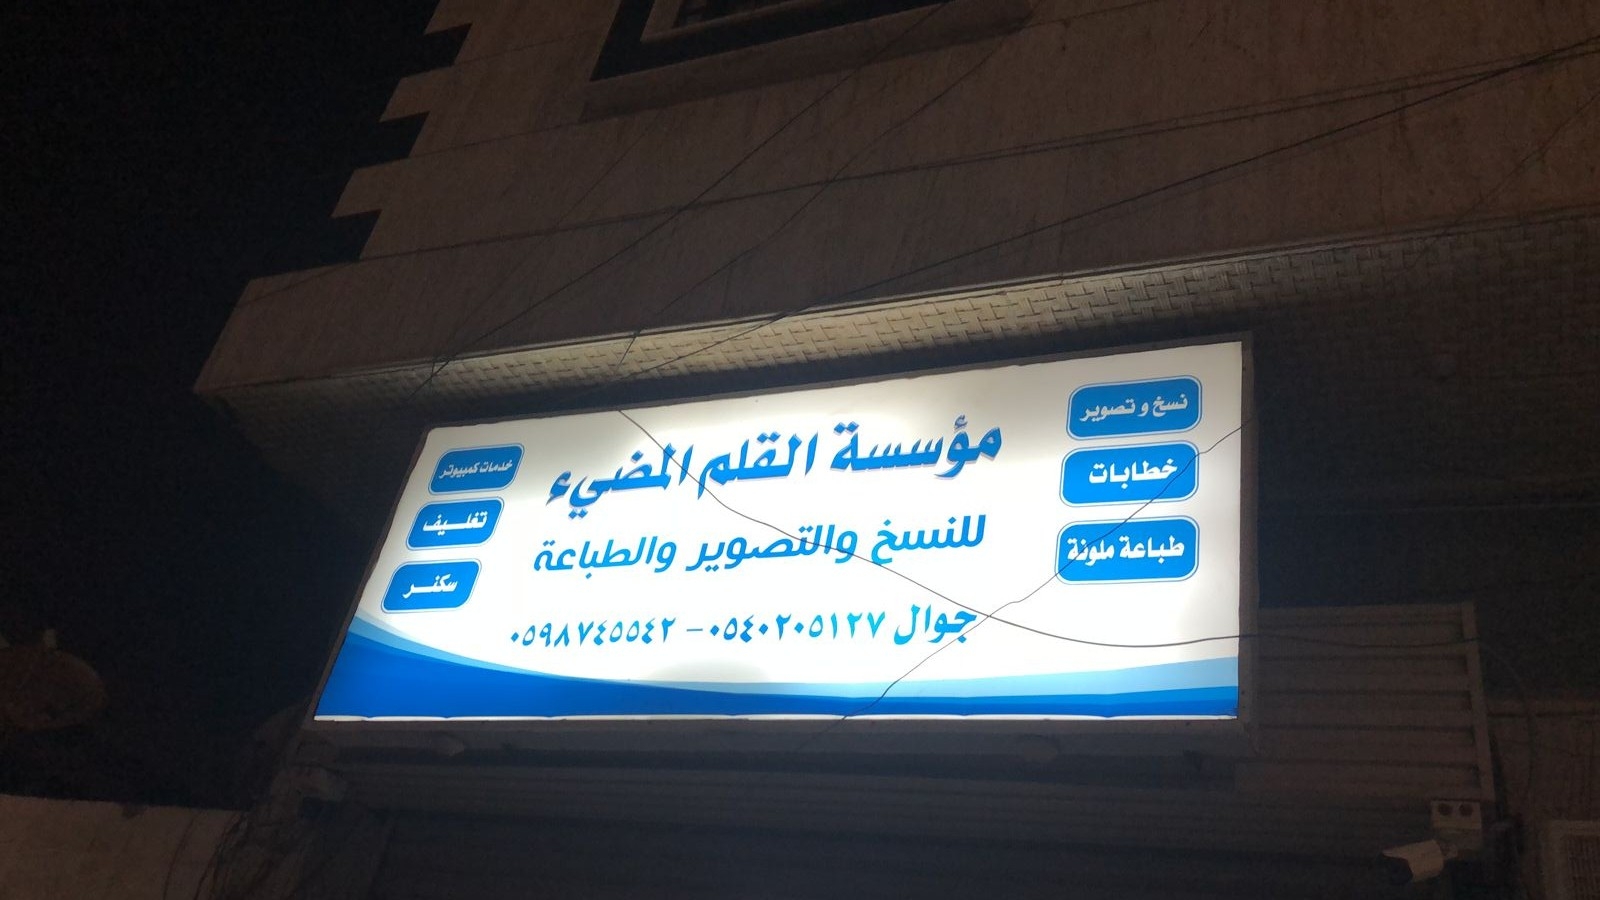 مؤسسة القلم المضيء
للنسخ والتصوير والطباعة
جوال ٠٥٤٠٢٠٥١٢٧ – ٠٥٩٨٧٤٥٥٤٢
نسخ و تصوير
خطابات
طباعة ملونة
خدمات كمبيوتر
تغليف
سكنر